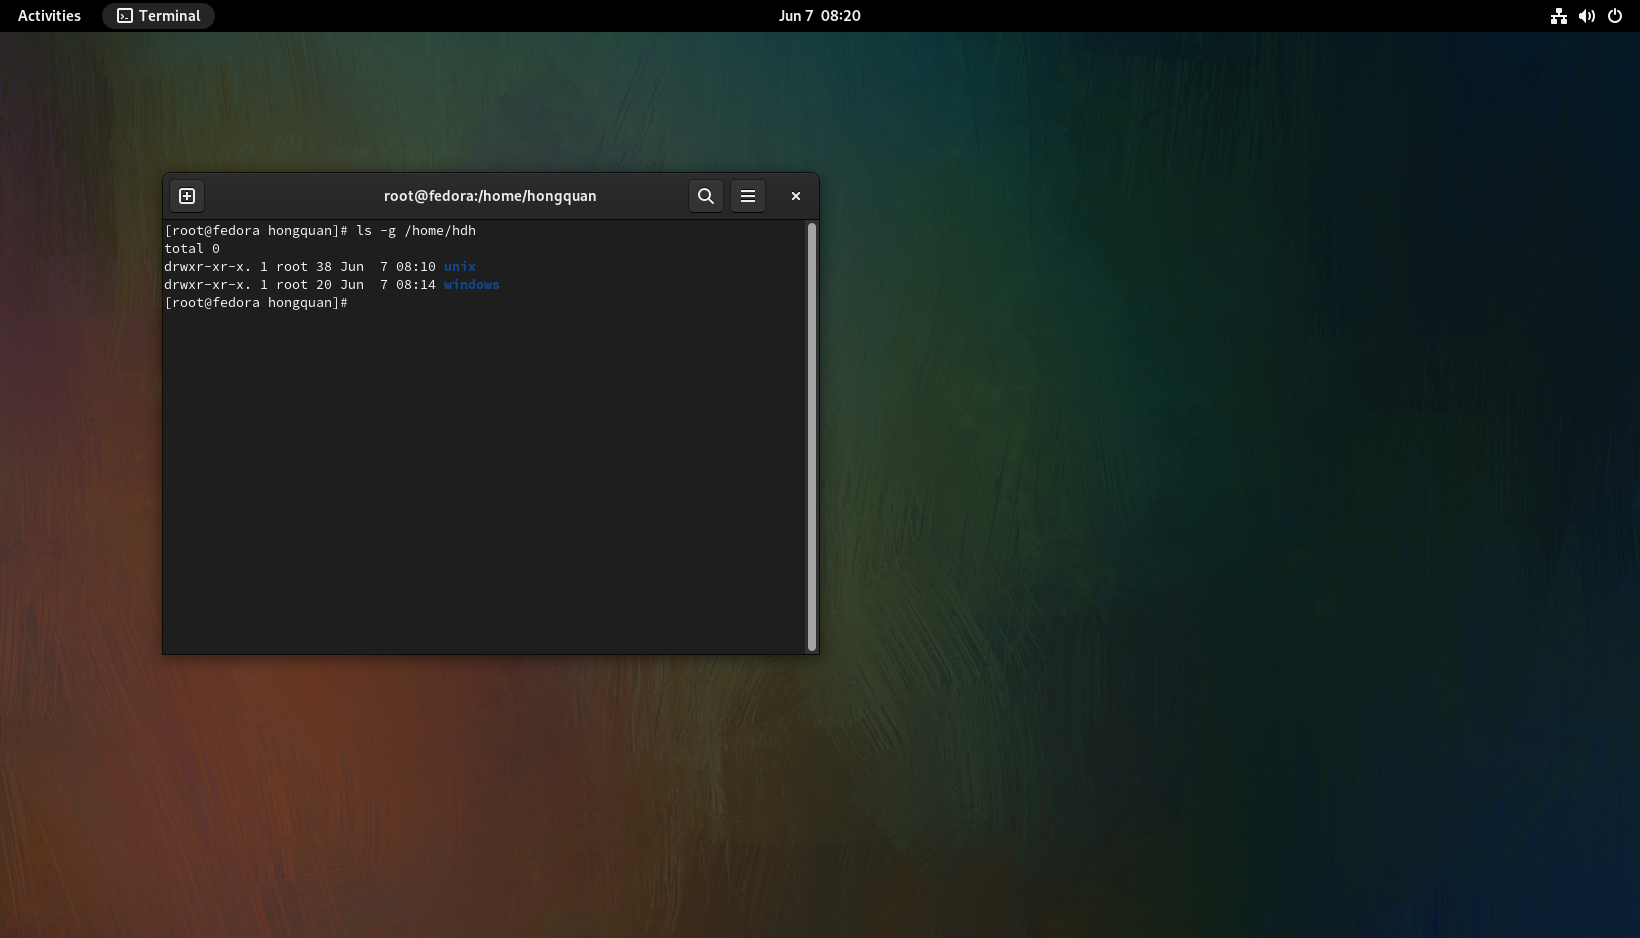 Activities
Terminal
Jun 7  08:20
root@fedora:/home/hongquan
[root@fedora hongquan]# ls -g /home/hdh
total 0
drwxr-xr-x. 1 root 38 Jun  7 08:10 unix
drwxr-xr-x. 1 root 20 Jun  7 08:14 windows
[root@fedora hongquan]#